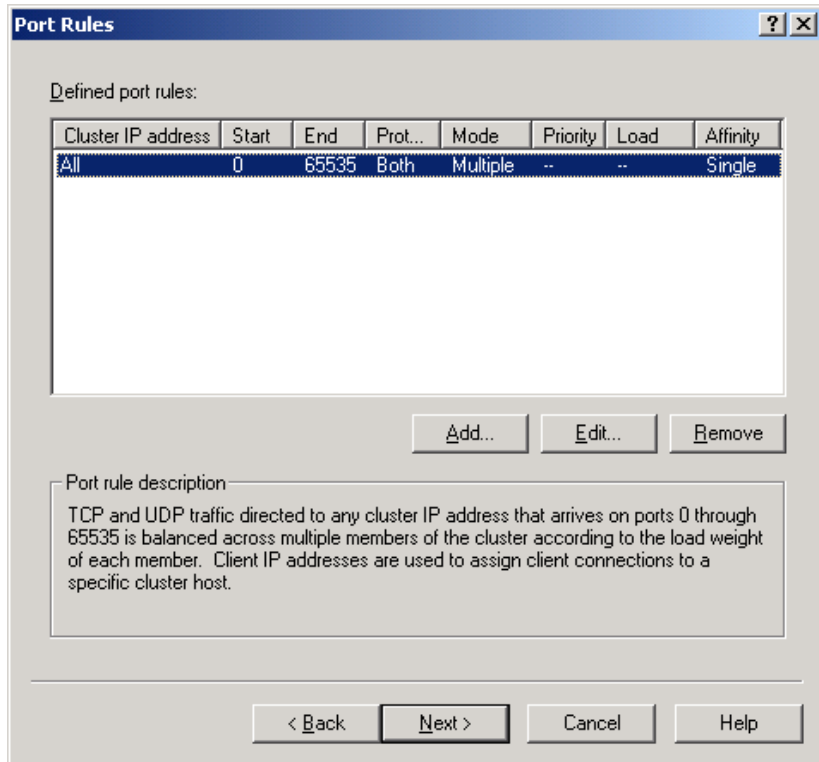 Port Rules
Defined port rules:
Cluster IP address Start End Prot... Mode Priority Load Affinity
All 0 65535 Both Multiple -- -- Single
Add... Edit... Remove
Port rule description
TCP and UDP traffic directed to any cluster IP address that arrives on ports 0 through
65535 is balanced across multiple members of the cluster according to the load weight
of each member.  Client IP addresses are used to assign client connections to a
specific cluster host.
< Back Next > Cancel Help